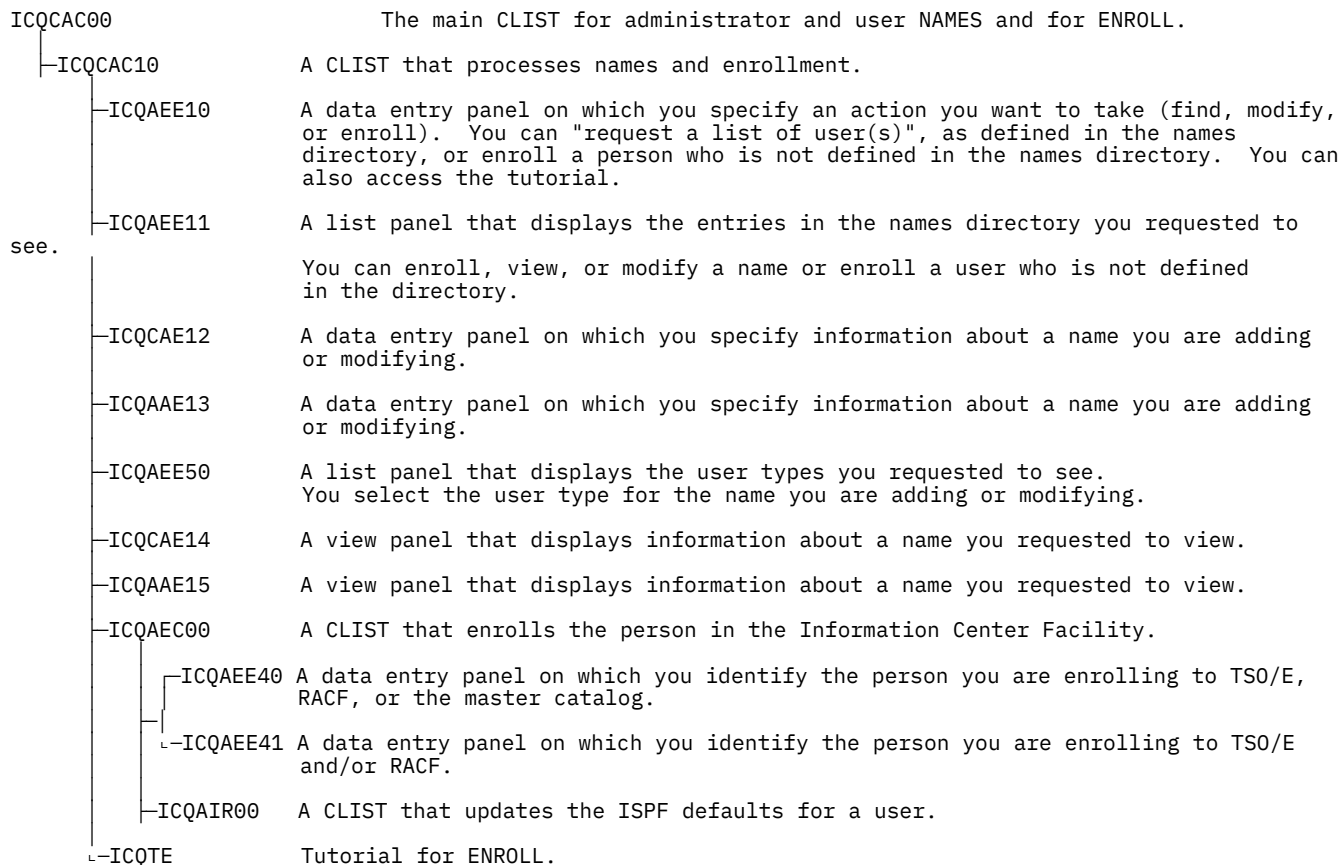 ICQCAC00 The main CLIST for administrator and user NAMES and for ENROLL.
ICQCAC10 A CLIST that processes names and enrollment.
ICQAEE10 A data entry panel on which you specify an action you want to take (find, modify,
or enroll). You can "request a list of user(s)", as defined in the names
directory, or enroll a person who is not defined in the names directory. You can
also access the tutorial.
ICQAEE11 A list panel that displays the entries in the names directory you requested to
see.
You can enroll, view, or modify a name or enroll a user who is not defined
in the directory.
ICQCAE12 A data entry panel on which you specify information about a name you are adding
or modifying.
ICQAAE13 A data entry panel on which you specify information about a name you are adding
or modifying.
ICQAEE50 A list panel that displays the user types you requested to see.
You select the user type for the name you are adding or modifying.
ICQCAE14 A view panel that displays information about a name you requested to view.
ICQAAE15 A view panel that displays information about a name you requested to view.
ICQAEC00 A CLIST that enrolls the person in the Information Center Facility.
ICQAEE40 A data entry panel on which you identify the person you are enrolling to TSO/E,
RACF, or the master catalog.
ICQAEE41 A data entry panel on which you identify the person you are enrolling to TSO/E
and/or RACF.
ICQAIR00 A CLIST that updates the ISPF defaults for a user.
ICQTE Tutorial for ENROLL.